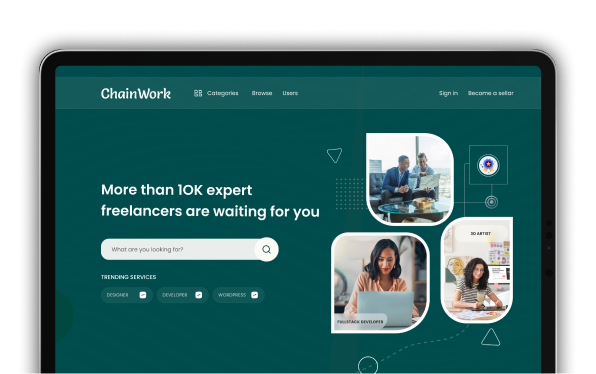 ChainWork
Categories
Browse
Users
Sign in
Become a sellar
More than 10K expert
freelancers are waiting for you
What are you looking for?
TRENDING SERVICES
DESIGNER
DEVELOPER
WORDPRESS
3D ARTIST
FULLSTACK DEVELOPER